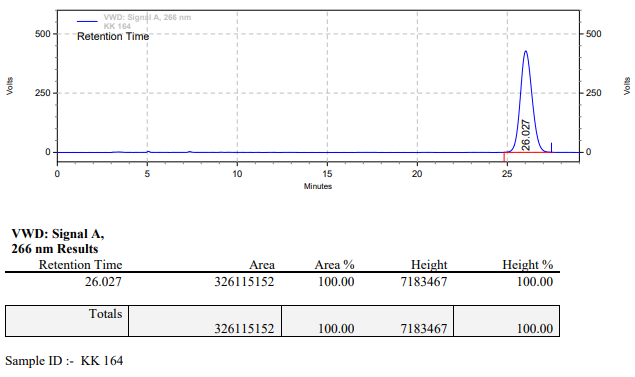 VWD: Signal A, 266 nm
KK 164
Retention Time
500
250
0
Volts
500
250
0
Volts
26.027
0 5 10 15 20 25
Minutes
VWD: Signal A,
266 nm Results
Retention Time Area Area % Height Height %
26.027 326115152 100.00 7183467 100.00
Totals
326115152 100.00 7183467 100.00
Sample ID :- KK 164